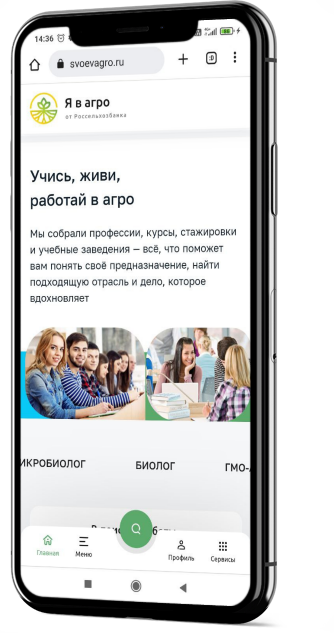 14:36
svoevagro.ru
Я в агро
от Россельхозбанка
Учись, живи,
работай в агро
Мы собрали профессии, курсы, стажировки
и учебные заведения — всё, что поможет
вам понять своё предназначение, найти
подходящую отрасль и дело, которое
вдохновляет
ИКРОБИОЛОГ БИОЛОГ ГМО-
Главная Меню Профиль Сервисы